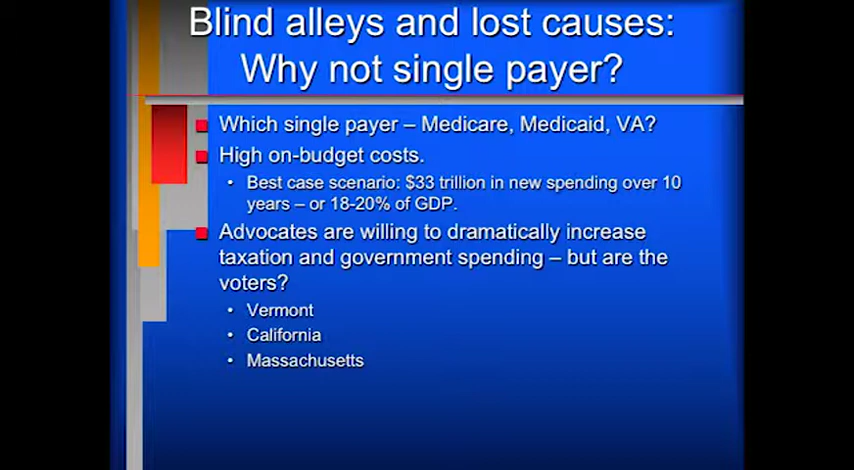 Blind alleys and lost causes:
Why not single payer?
Which single payer – Medicare, Medicaid, VA?
High on-budget costs.
• Best case scenario: $33 trillion in new spending over 10
years – or 18-20% of GDP.
Advocates are willing to dramatically increase
taxation and government spending – but are the
voters?
• Vermont
• California
• Massachusetts